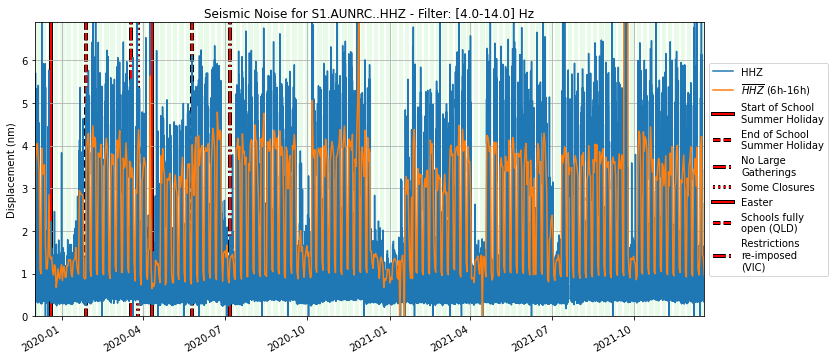 Seismic Noise for S1.AUNRC..HHZ - Filter: [4.0-14.0] Hz
Displacement (nm)
6
5
4
3
2
1
0
2020-01
2020-04
2020-07
2020-10
2021-01
2021-04
2021-07
2021-10
HHZ
HHZ (6h-16h)
Start of School
Summer Holiday
End of School
Summer Holiday
No Large
Gatherings
Some Closures
Easter
Schools fully
open (QLD)
Restrictions
re-imposed
(VIC)